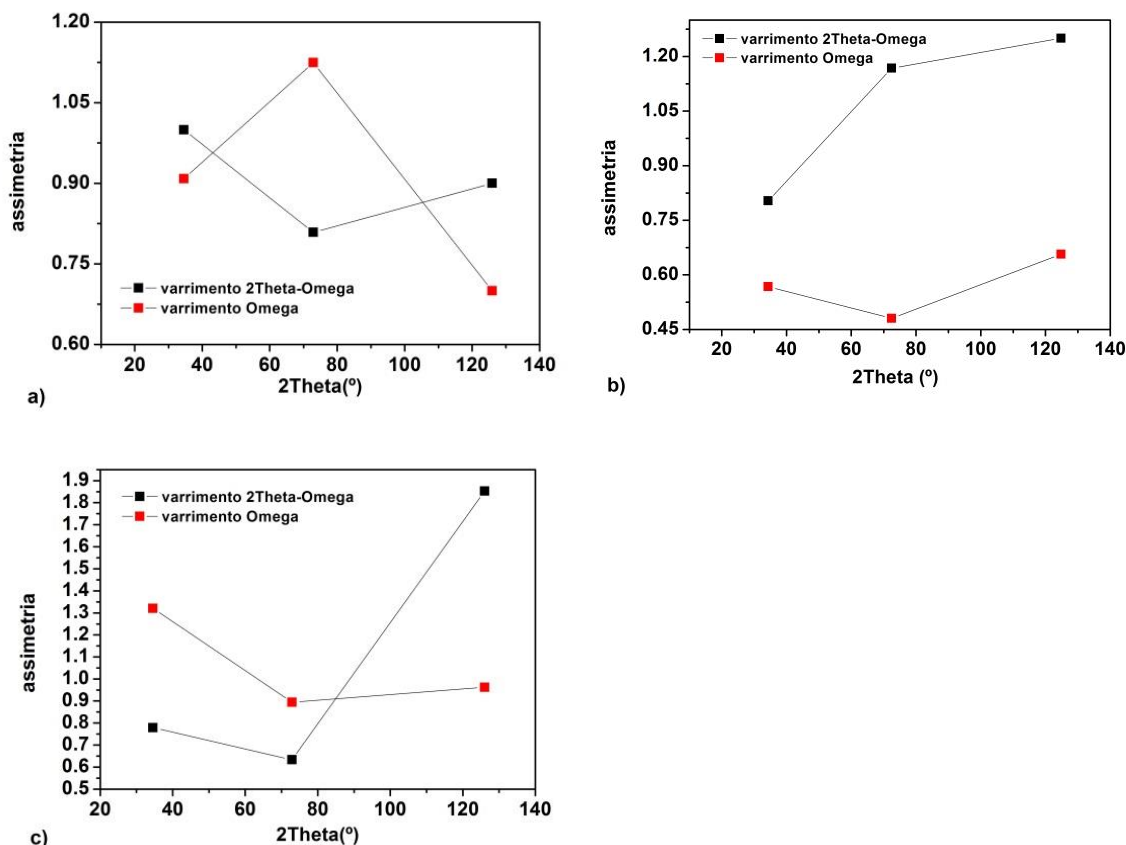 1.20
1.05
0.90
0.75
0.60
assimetria
varrimento 2Theta-Omega
varrimento Omega
20 40 60 80 100 120 140
2Theta(º)
a)
1.20
1.05
0.90
0.75
0.60
0.45
assimetria
varrimento 2Theta-Omega
varrimento Omega
20 40 60 80 100 120 140
2Theta (º)
b)
1.9
1.8
1.7
1.6
1.5
1.4
1.3
1.2
1.1
1.0
0.9
0.8
0.7
0.6
0.5
assimetria
varrimento 2Theta-Omega
varrimento Omega
20 40 60 80 100 120 140
2Theta(º)
c)